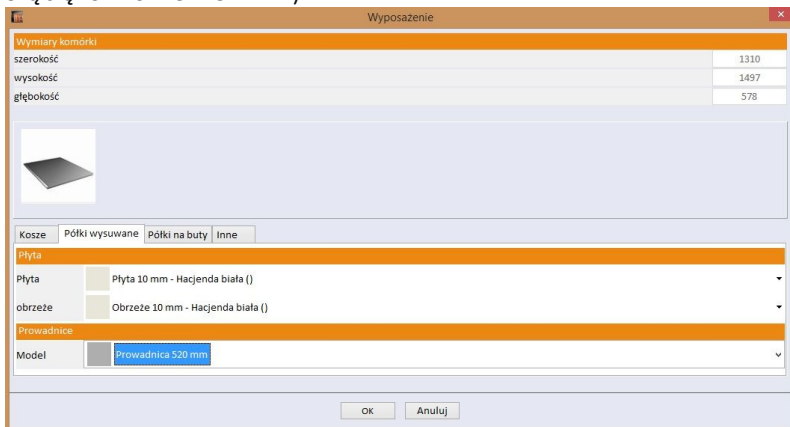 Wyposażenie
Wymiary komórki
szerokość 1310
wysokość 1497
głębokość 578
Kosze Półki wysuwane Półki na buty Inne
Płyta
Płyta Płyta 10 mm - Hacjenda biała ()
obrzeże Obrzeże 10 mm - Hacjenda biała ()
Prowadnice
Model Prowadnica 520 mm
OK Anuluj